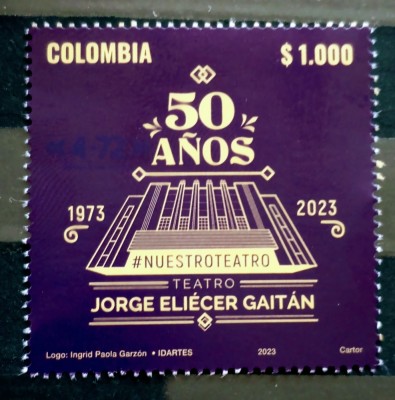 COLOMBIA $ 1.000
50
AÑOS
1973 2023
#NUESTROTEATRO
TEATRO
JORGE ELIÉCER GAITÁN
Logo: Ingrid Paola Garzón • IDARTES 2023 Cartor